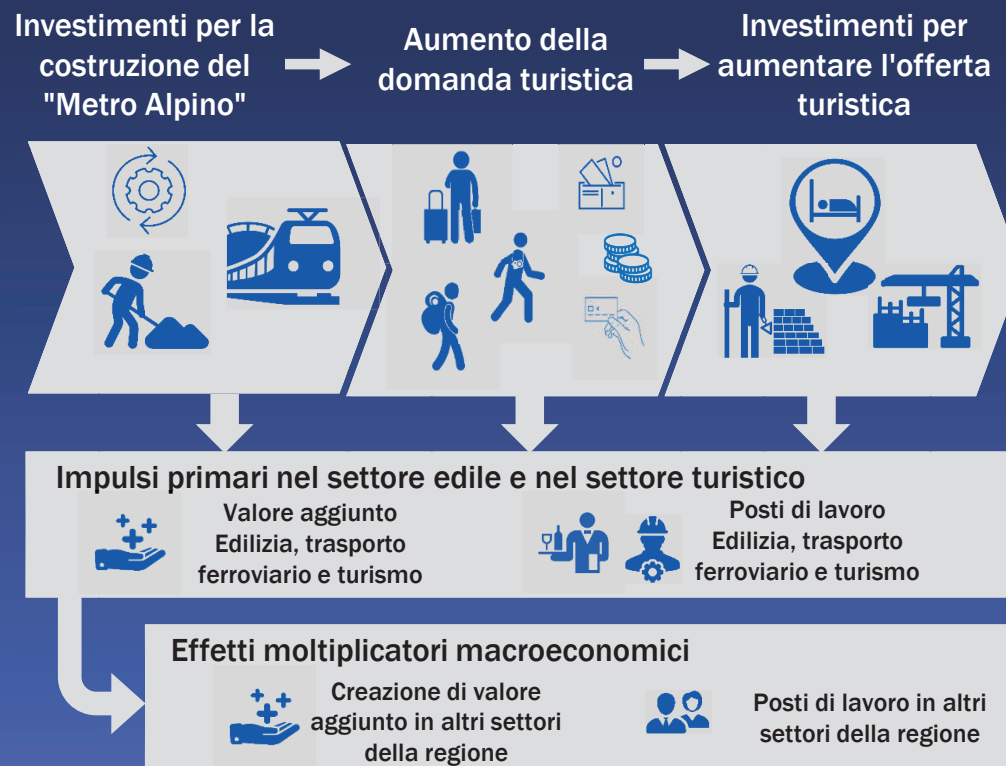 Investimenti per la
costruzione del
"Metro Alpino"
Aumento della
domanda turistica
Investimenti per
aumentare l'offerta
turistica
Impulsi primari nel settore edile e nel settore turistico
Valore aggiunto
Edilizia, trasporto
ferroviario e turismo
Posti di lavoro
Edilizia, trasporto
ferroviario e turismo
Effetti moltiplicatori macroeconomici
Creazione di valore
aggiunto in altri settori
della regione
Posti di lavoro in altri
settori della regione